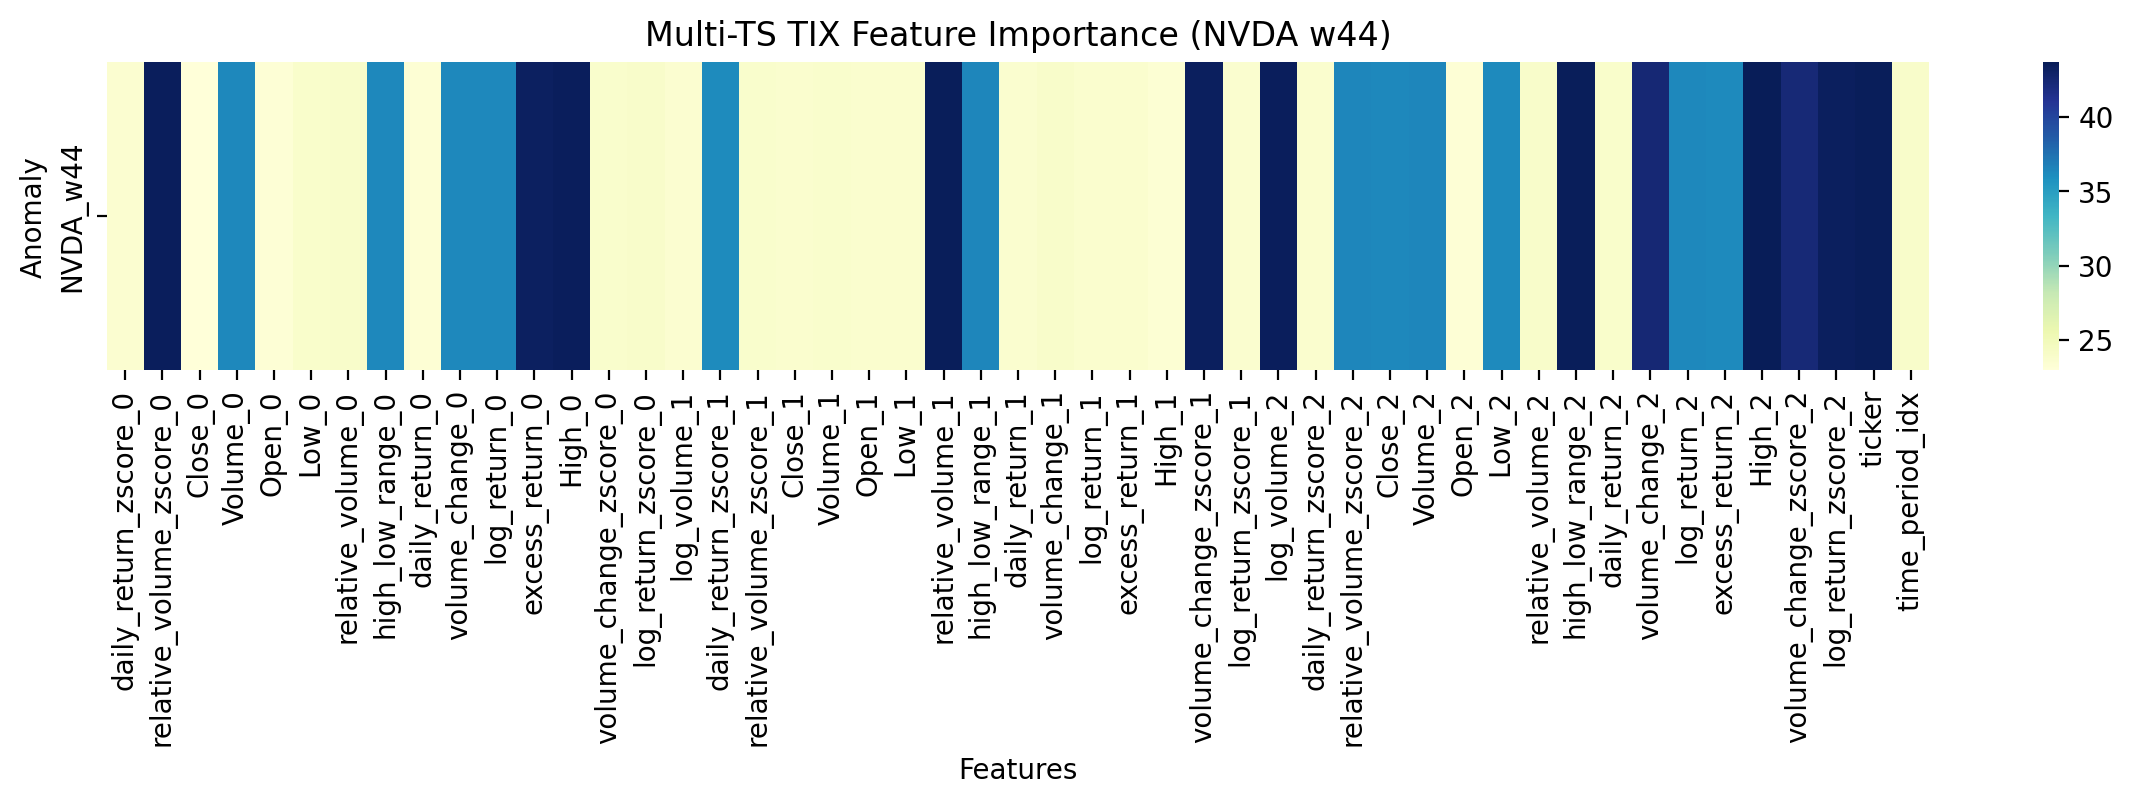 Multi-TS TIX Feature Importance (NVDA w44)
Anomaly
NVDA_w44
40
35
30
25
daily_return_zscore_0
relative_volume_zscore_0
Close_0
Volume_0
Open_0
Low_0
relative_volume_0
high_low_range_0
daily_return_0
volume_change_0
log_return_0
excess_return_0
High_0
volume_change_zscore_0
log_return_zscore_0
log_volume_1
daily_return_zscore_1
relative_volume_zscore_1
Close_1
Volume_1
Open_1
Low_1
relative_volume_1
high_low_range_1
daily_return_1
volume_change_1
log_return_1
excess_return_1
High_1
volume_change_zscore_1
log_return_zscore_1
log_volume_2
daily_return_zscore_2
relative_volume_zscore_2
Close_2
Volume_2
Open_2
Low_2
relative_volume_2
high_low_range_2
daily_return_2
volume_change_2
log_return_2
excess_return_2
High_2
volume_change_zscore_2
log_return_zscore_2
ticker
time_period_idx
Features